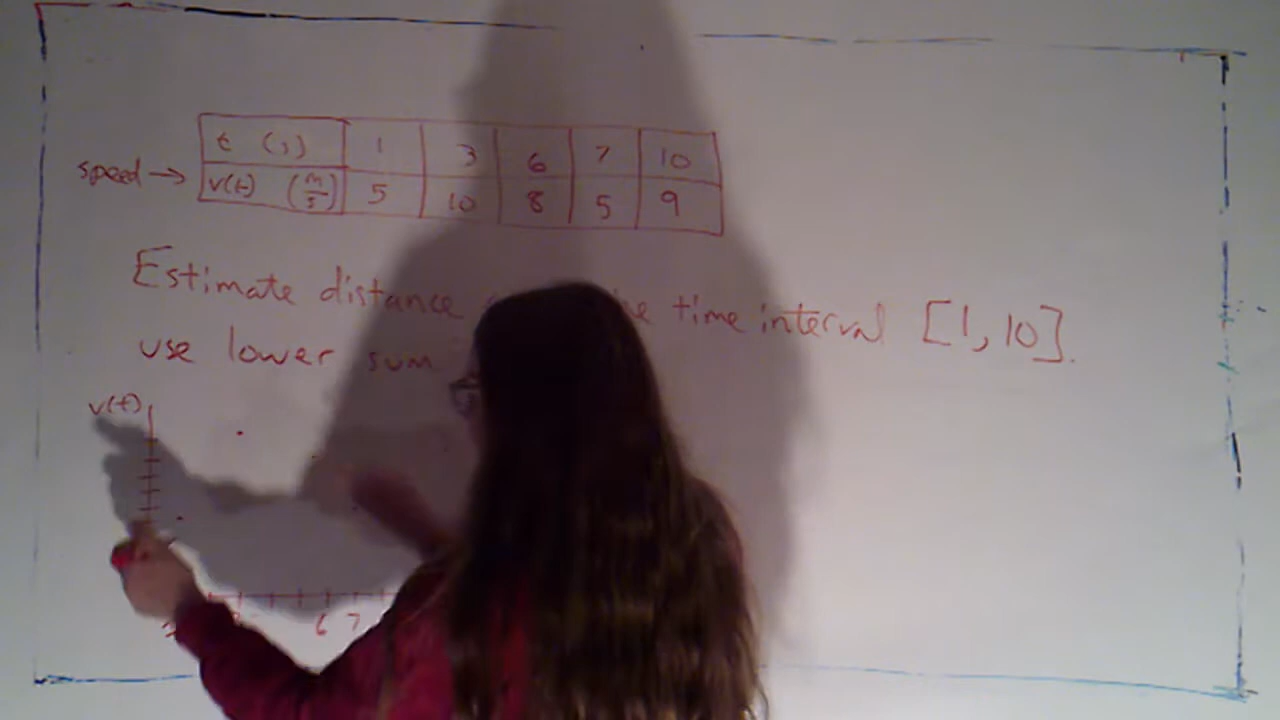 t (s) 1 3 6 7 10
speed → v(t) (m/s) 5 10 8 5 9
Estimate distance the time interval [1, 10].
use lower sum
v(t)
6 7